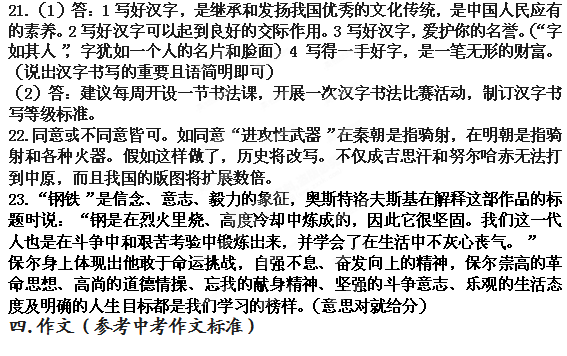 21.（1）答：1 写好汉字，是继承和发扬我国优秀的文化传统，是中国人民应有
的素养。2 写好汉字可以起到良好的交际作用。3 写好汉字，爱护你的名誉。（“字
如其人”，字犹如一个人的名片和脸面）4 写得一手好字，是一笔无形的财富。
（说出汉字书写的重要且语简明即可）
（2）答：建议每周开设一节书法课，开展一次汉字书法比赛活动，制订汉字书
写等级标准。
22.同意或不同意皆可。如同意“进攻性武器”在秦朝是指骑射，在明朝是指骑
射和各种火器。假如这样做了，历史将改写。不仅成吉思汗和努尔哈赤无法打
到中原，而且我国的版图将扩展数倍。
23.“钢铁”是信念、意志、毅力的象征，奥斯特洛夫斯基在解释这部作品的标
题时说：“钢是在烈火里烧、高度冷却中炼成的，因此它很坚固。我们这一代
人也是在斗争中和艰苦考验中锻炼出来，并学会了在生活中不灰心丧气。”
保尔身上体现出他敢于命运挑战，自强不息、奋发向上的精神，保尔崇高的革
命思想、高尚的道德情操、忘我的献身精神、坚强的斗争意志、乐观的生活态
度及明确的人生目标都是我们学习的榜样。（意思对就给分）
四.作文（参考中考作文标准）